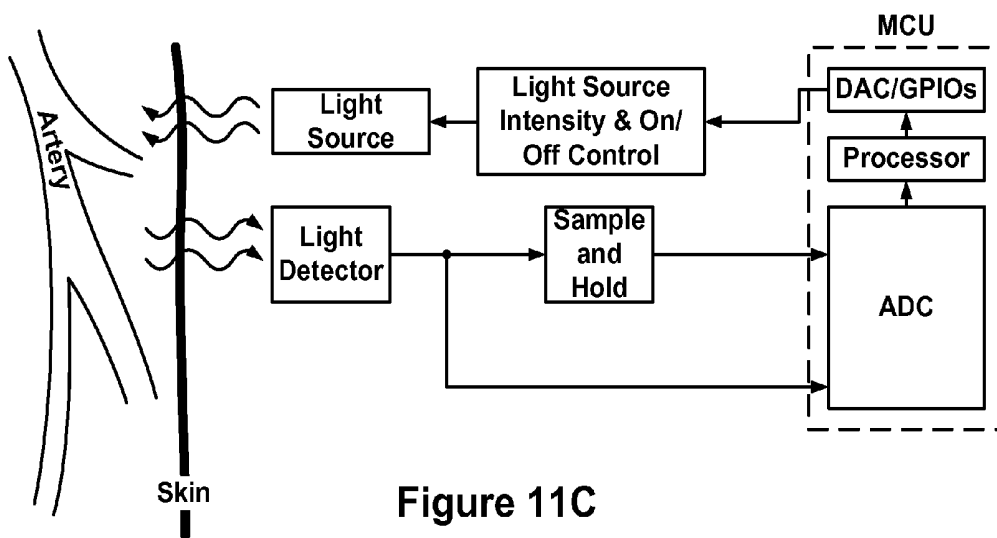 MCU
DAC/GPIOs
Light Source
Intensity & On/
Off Control
Light
Source
Processor
Artery
Sample
and
Hold
Light
Detector
ADC
Skin
Figure 11C